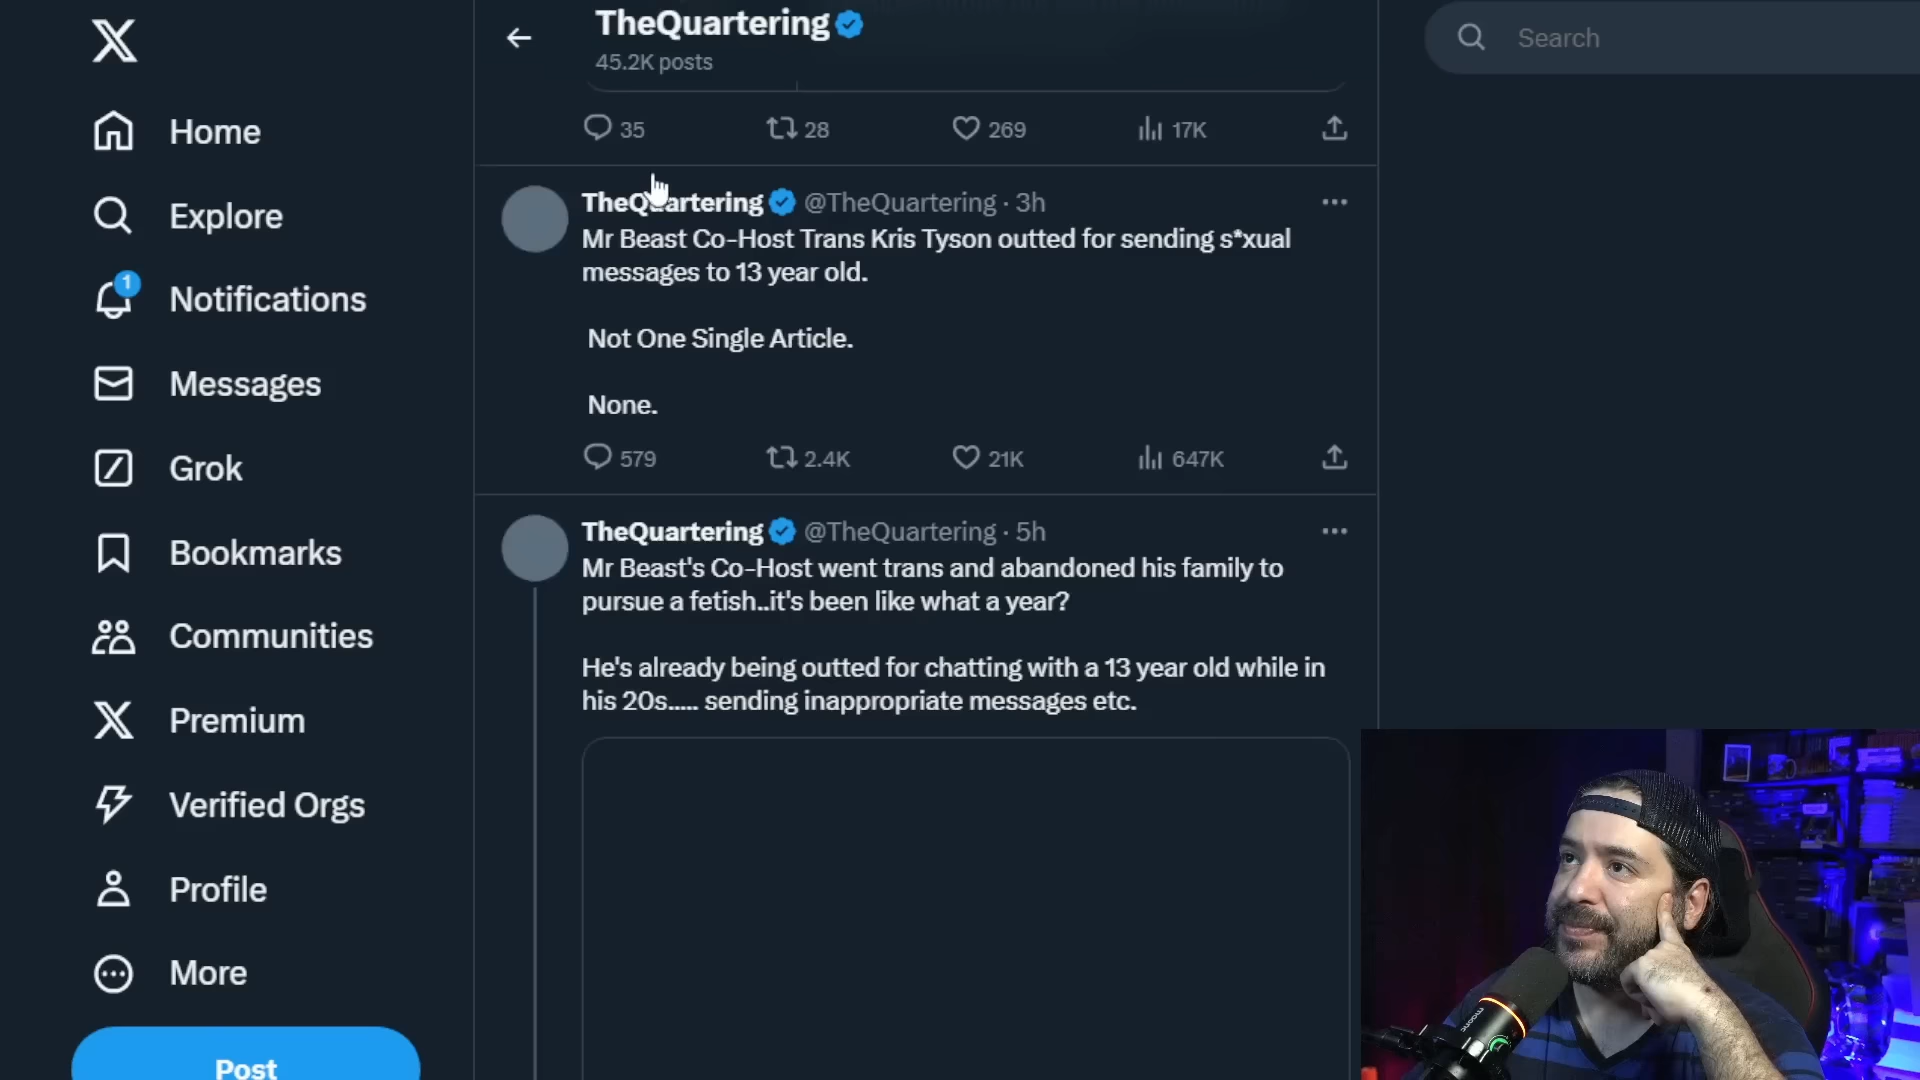 TheQuartering
45.2K posts
Search
Home
Explore
1
Notifications
Messages
Grok
Bookmarks
Communities
Premium
Verified Orgs
Profile
More
Post
35 28 269 17K
TheQuartering @TheQuartering · 3h
Mr Beast Co-Host Trans Kris Tyson outted for sending s*xual
messages to 13 year old.
Not One Single Article.
None.
579 2.4K 21K 647K
TheQuartering @TheQuartering · 5h
Mr Beast's Co-Host went trans and abandoned his family to
pursue a fetish..it's been like what a year?
He's already being outted for chatting with a 13 year old while in
his 20s..... sending inappropriate messages etc.